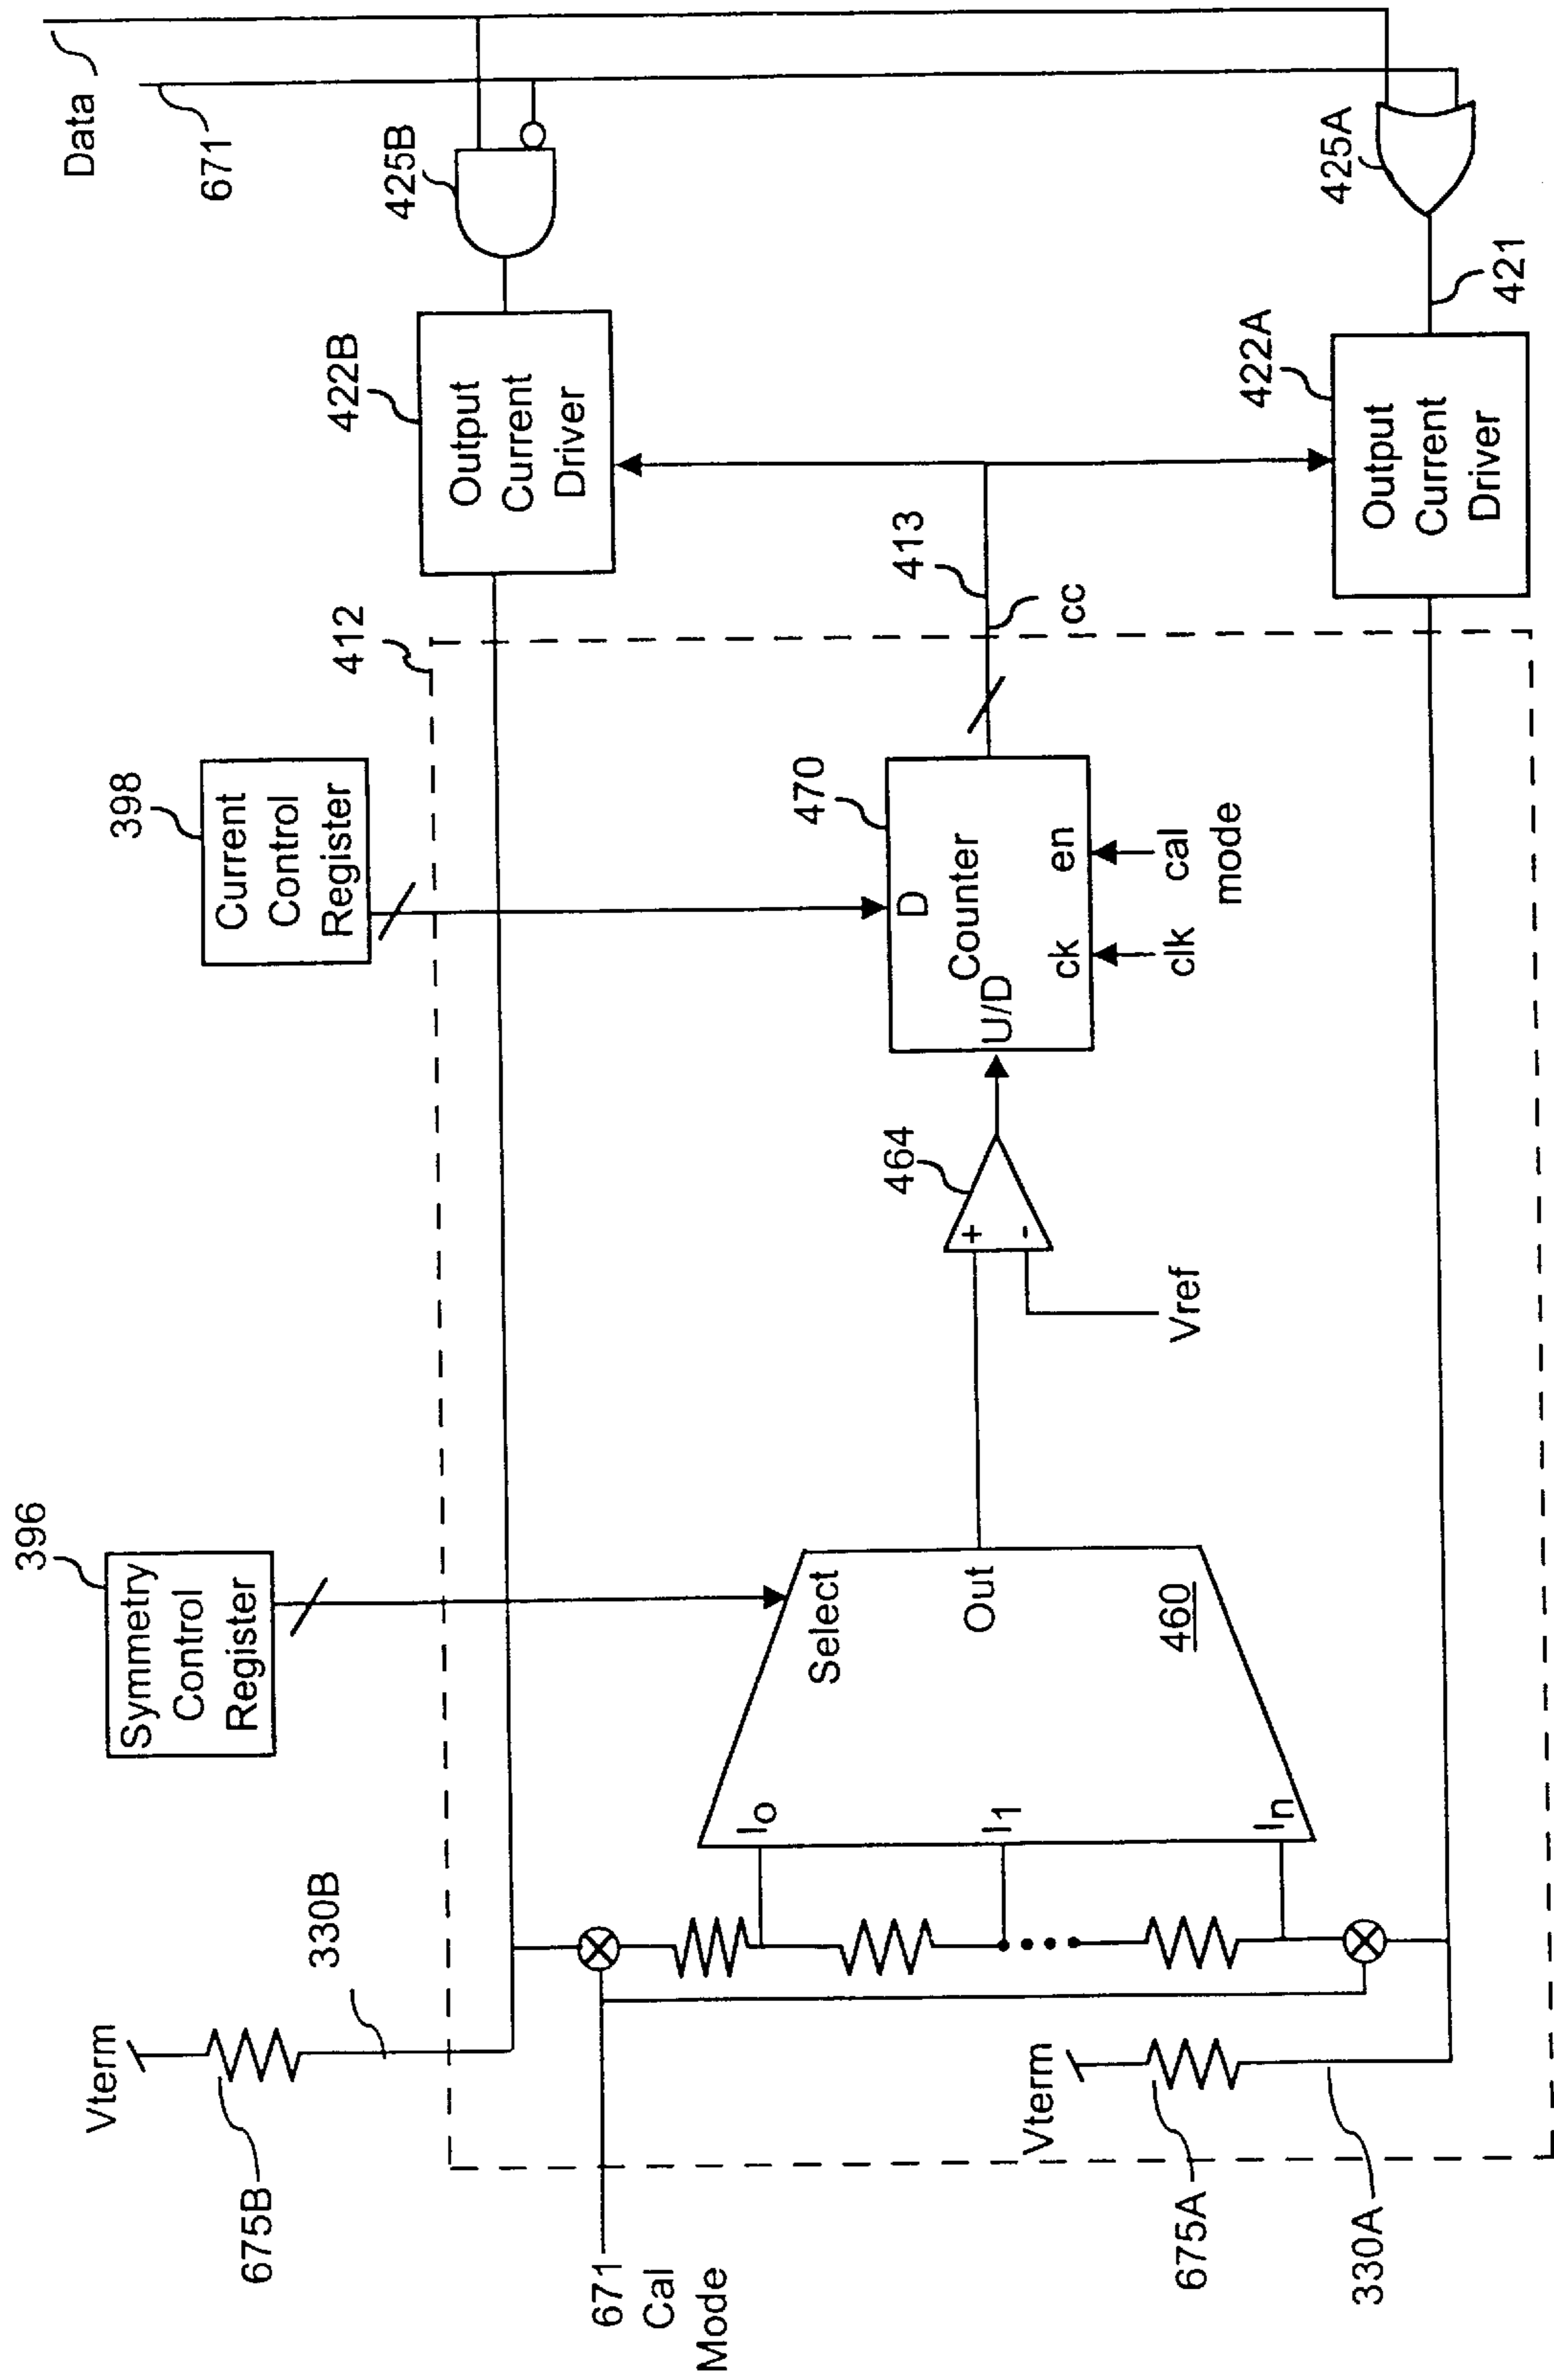 Data
671
425B
422B
Output
Current
Driver
412
398
Current
Control
Register
396
Symmetry
Control
Register
Vterm
330B
675B
671
Cal
Mode
Select
Out
460
I0
I1
In
464
+
-
Vref
470
D
Counter
U/D
ck
en
clk
cal
mode
413
cc
425A
421
422A
Output
Current
Driver
Vterm
675A
330A